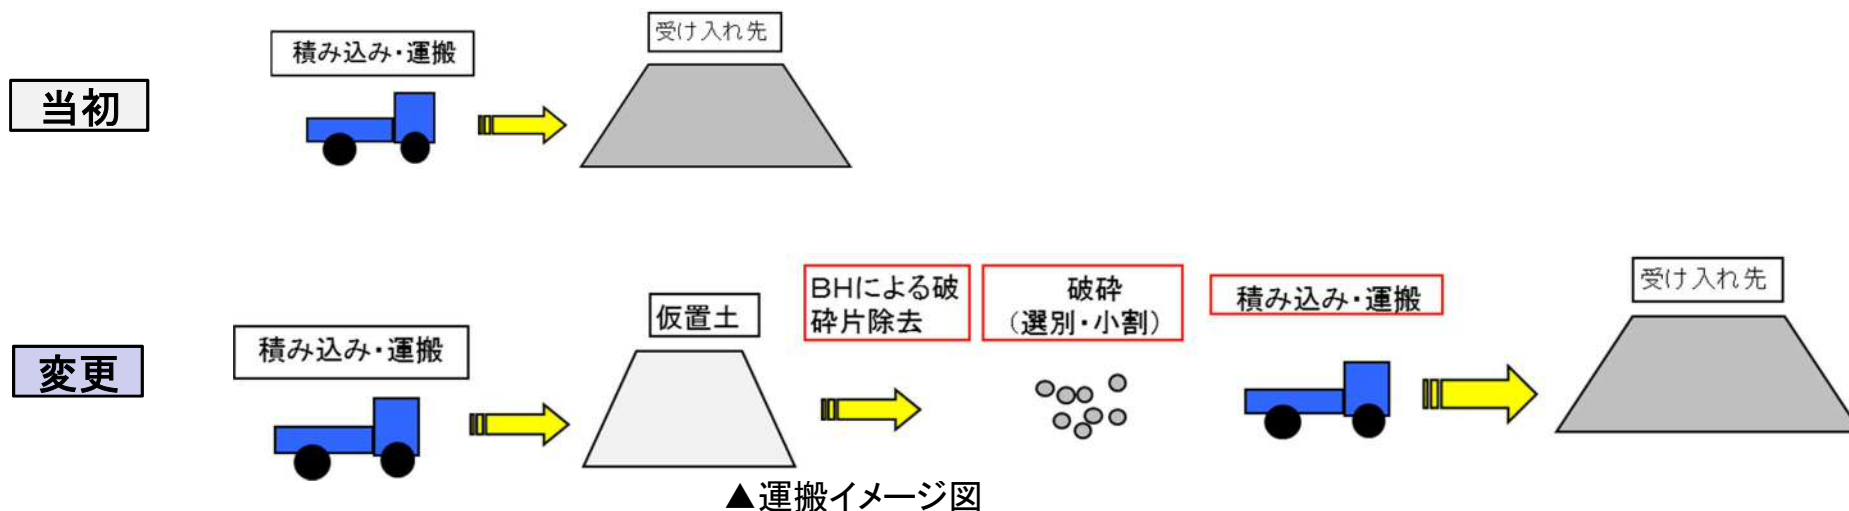 当初
積み込み・運搬
受け入れ先
変更
積み込み・運搬
仮置土
BHによる破
砕片除去
破砕
(選別・小割)
積み込み・運搬
受け入れ先
▲運搬イメージ図